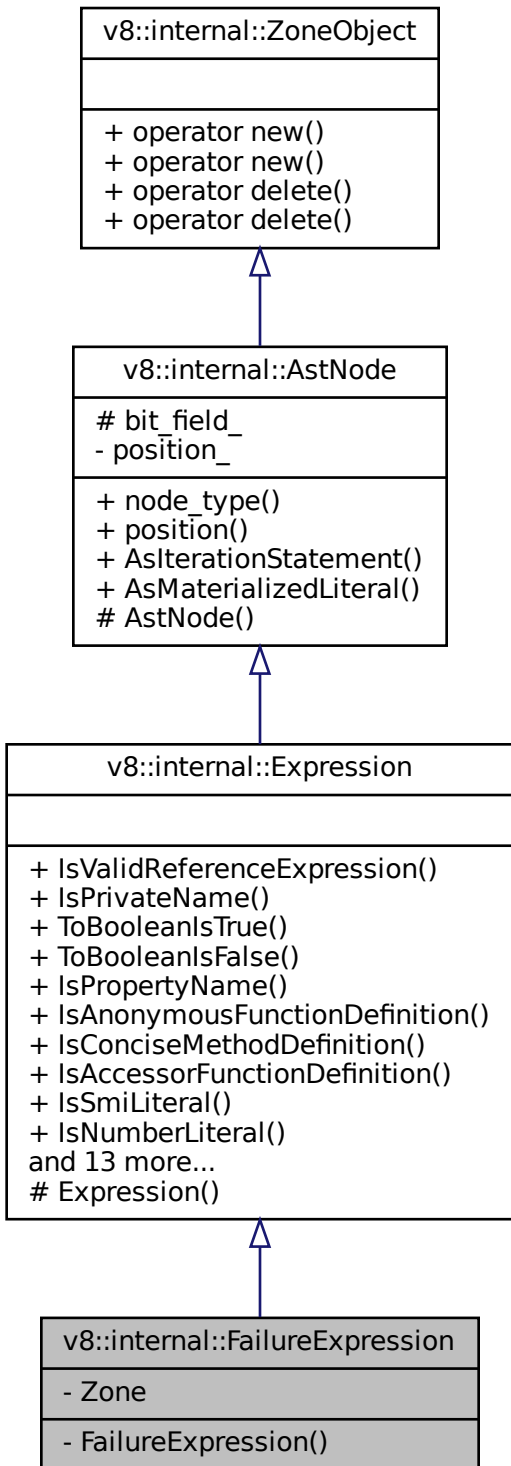 v8::internal::ZoneObject
+ operator new()
+ operator new()
+ operator delete()
+ operator delete()
v8::internal::AstNode
# bit_field_
- position_
+ node_type()
+ position()
+ AsIterationStatement()
+ AsMaterializedLiteral()
# AstNode()
v8::internal::Expression
+ IsValidReferenceExpression()
+ IsPrivateName()
+ ToBooleanIsTrue()
+ ToBooleanIsFalse()
+ IsPropertyName()
+ IsAnonymousFunctionDefinition()
+ IsConciseMethodDefinition()
+ IsAccessorFunctionDefinition()
+ IsSmiLiteral()
+ IsNumberLiteral()
and 13 more...
# Expression()
v8::internal::FailureExpression
- Zone
- FailureExpression()